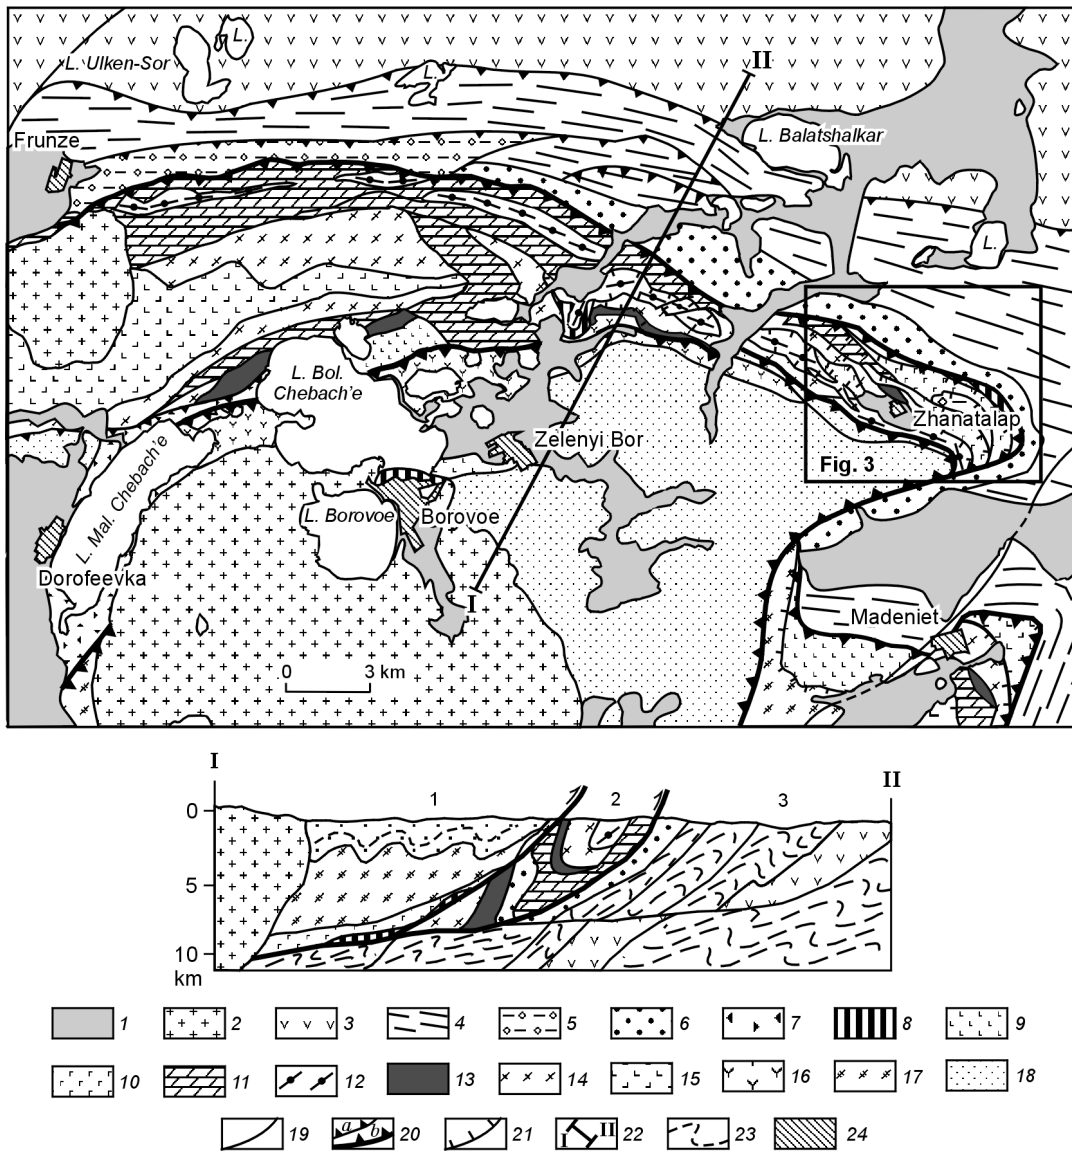 L. Ulken-Sor
L.
L.
II
Frunze
L. Balatshalkar
L.
L. Bol.
Chebach'e
Zhanatalap
Zelenyi Bor
Fig. 3
L. Mal. Chebach'e
L. Borovoe
Borovoe
Dorofeevka
I
Madeniet
0 3 km
I
II
0
1
2
3
5
10
km
1 2 3 4 5 6 7 8 9
10 11 12 13 14 15 16 17 18
19 a b 20 21 I II 22 23 24